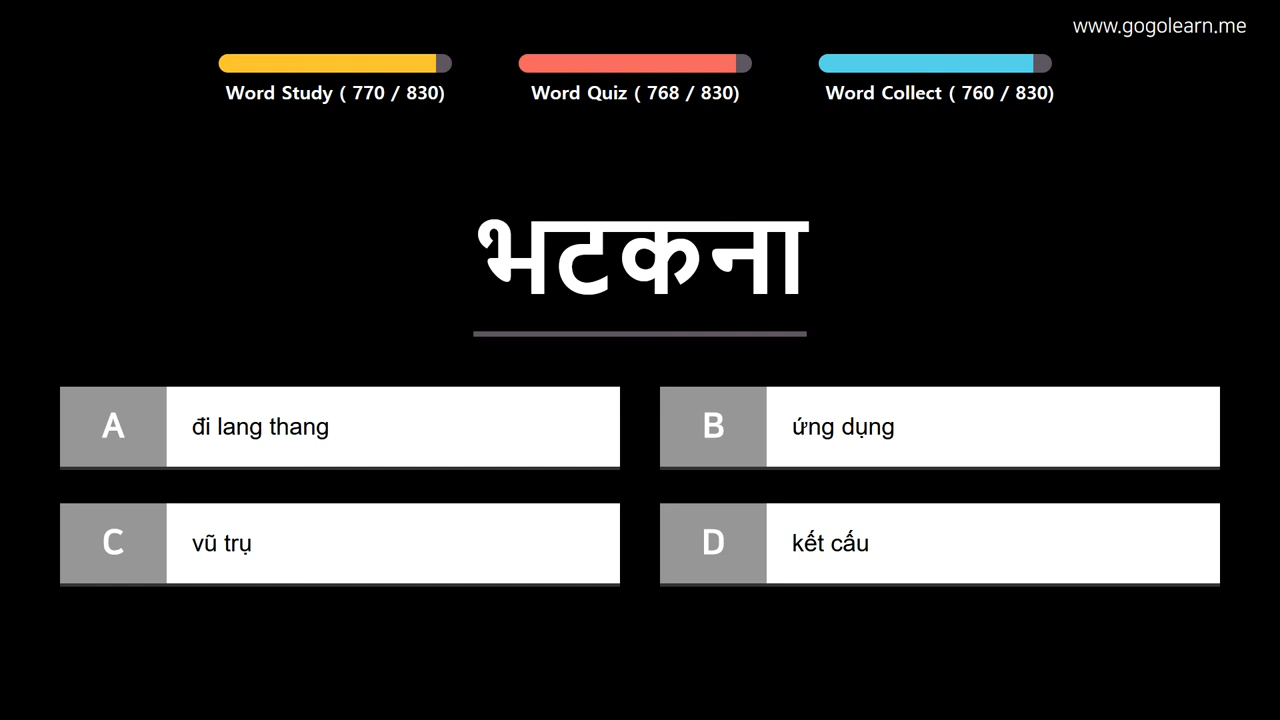 www.gogolearn.me
Word Study ( 770 / 830)
Word Quiz ( 768 / 830)
Word Collect ( 760 / 830)
भटकना
A
đi lang thang
B
ứng dụng
C
vũ trụ
D
kết cấu